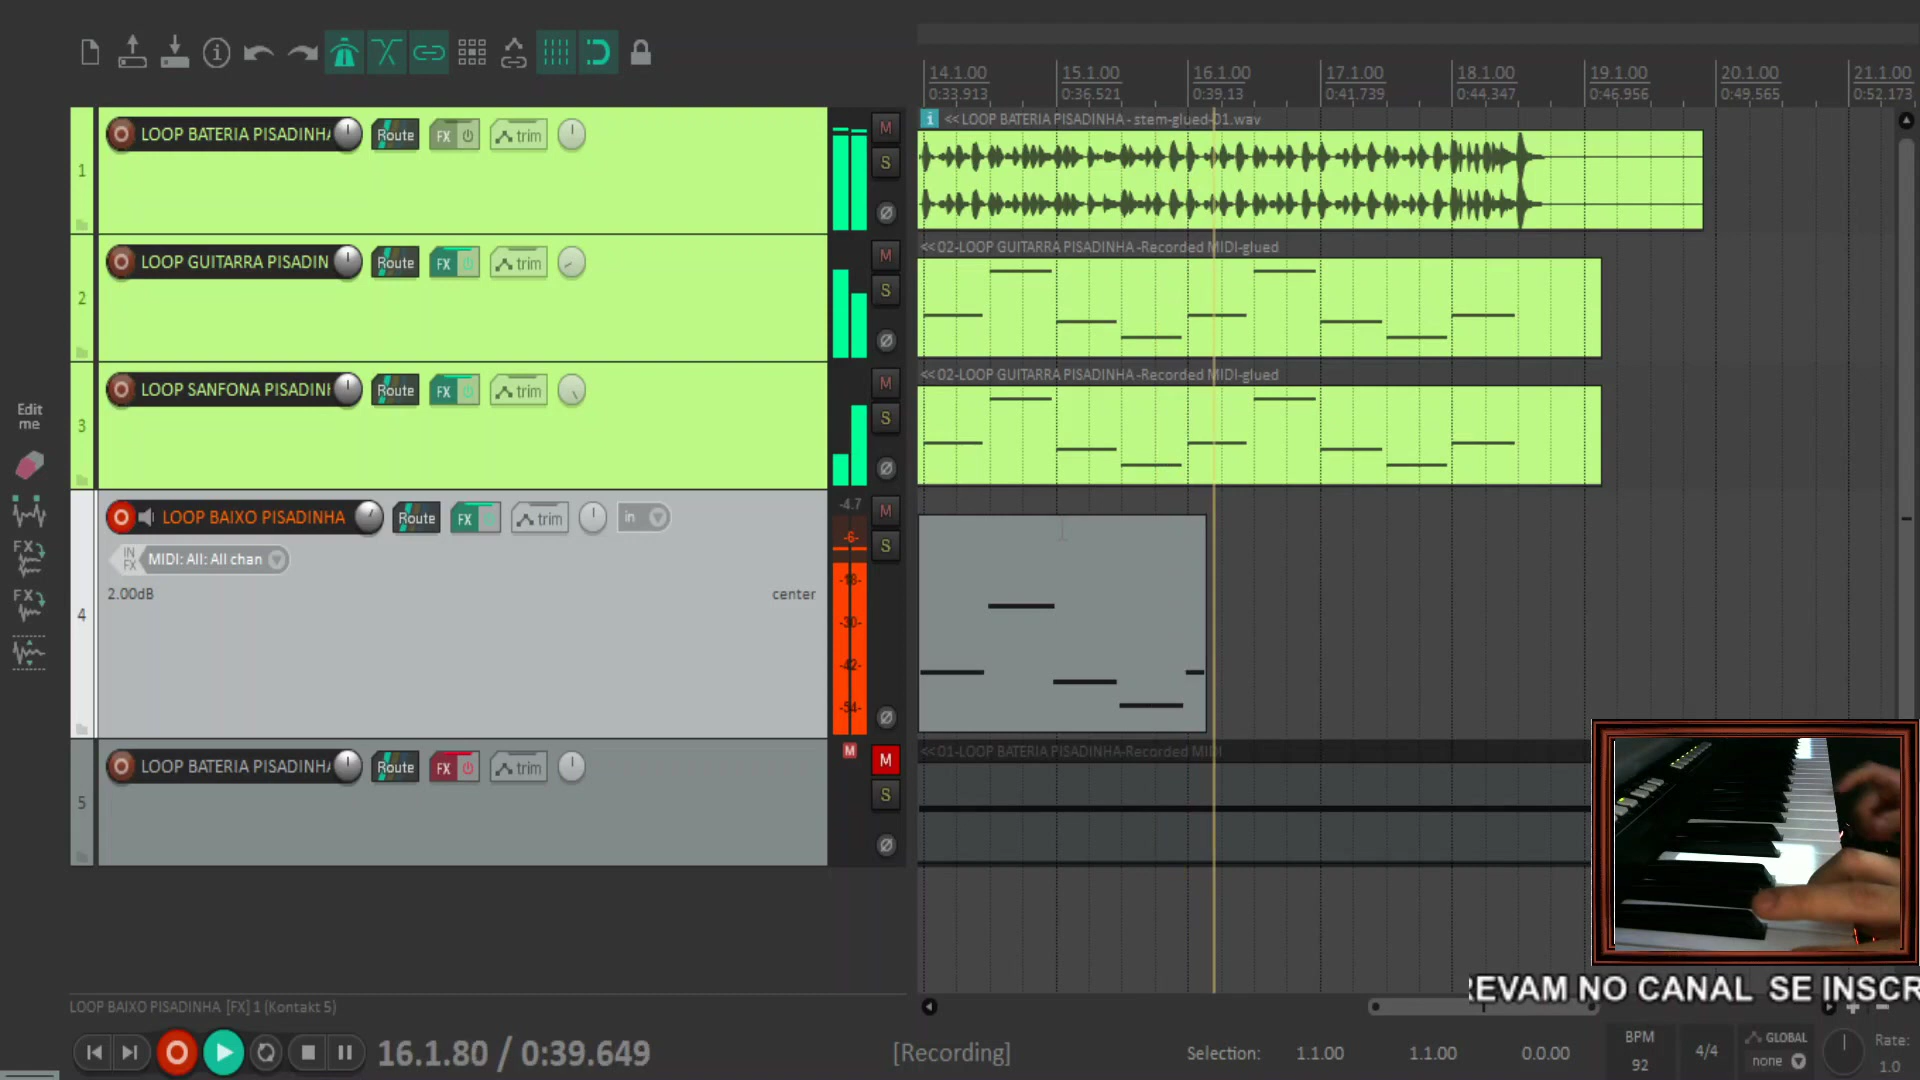 14.1.00 15.1.00 16.1.00 17.1.00 18.1.00 19.1.00 20.1.00 21.1.00
0:33.913 0:36.521 0:39.13 0:41.739 0:44.347 0:46.956 0:49.565 0:52.173
1 LOOP BATERIA PISADINHA Route FX trim M
S
i << LOOP BATERIA PISADINHA - stem-glued-01.wav
2 LOOP GUITARRA PISADIN Route FX trim M
S
<< 02-LOOP GUITARRA PISADINHA -Recorded MIDI-glued
3 LOOP SANFONA PISADINH Route FX trim M
S
<< 02-LOOP GUITARRA PISADINHA -Recorded MIDI-glued
Edit
me
FX
FX
4 LOOP BAIXO PISADINHA Route FX trim in M
S
IN
FX
MIDI: All: All chan
2.00dB center
-4.7
-6-
-18-
-30-
-42-
-54-
5 LOOP BATERIA PISADINHA Route FX trim M M
S
<< 01-LOOP BATERIA PISADINHA-Recorded MIDI
EVAM NO CANAL SE INSCR
LOOP BAIXO PISADINHA [FX] 1 (Kontakt 5)
16.1.80 / 0:39.649 [Recording] Selection: 1.1.00 1.1.00 0.0.00
BPM
92
4/4
GLOBAL
none
Rate:
1.0